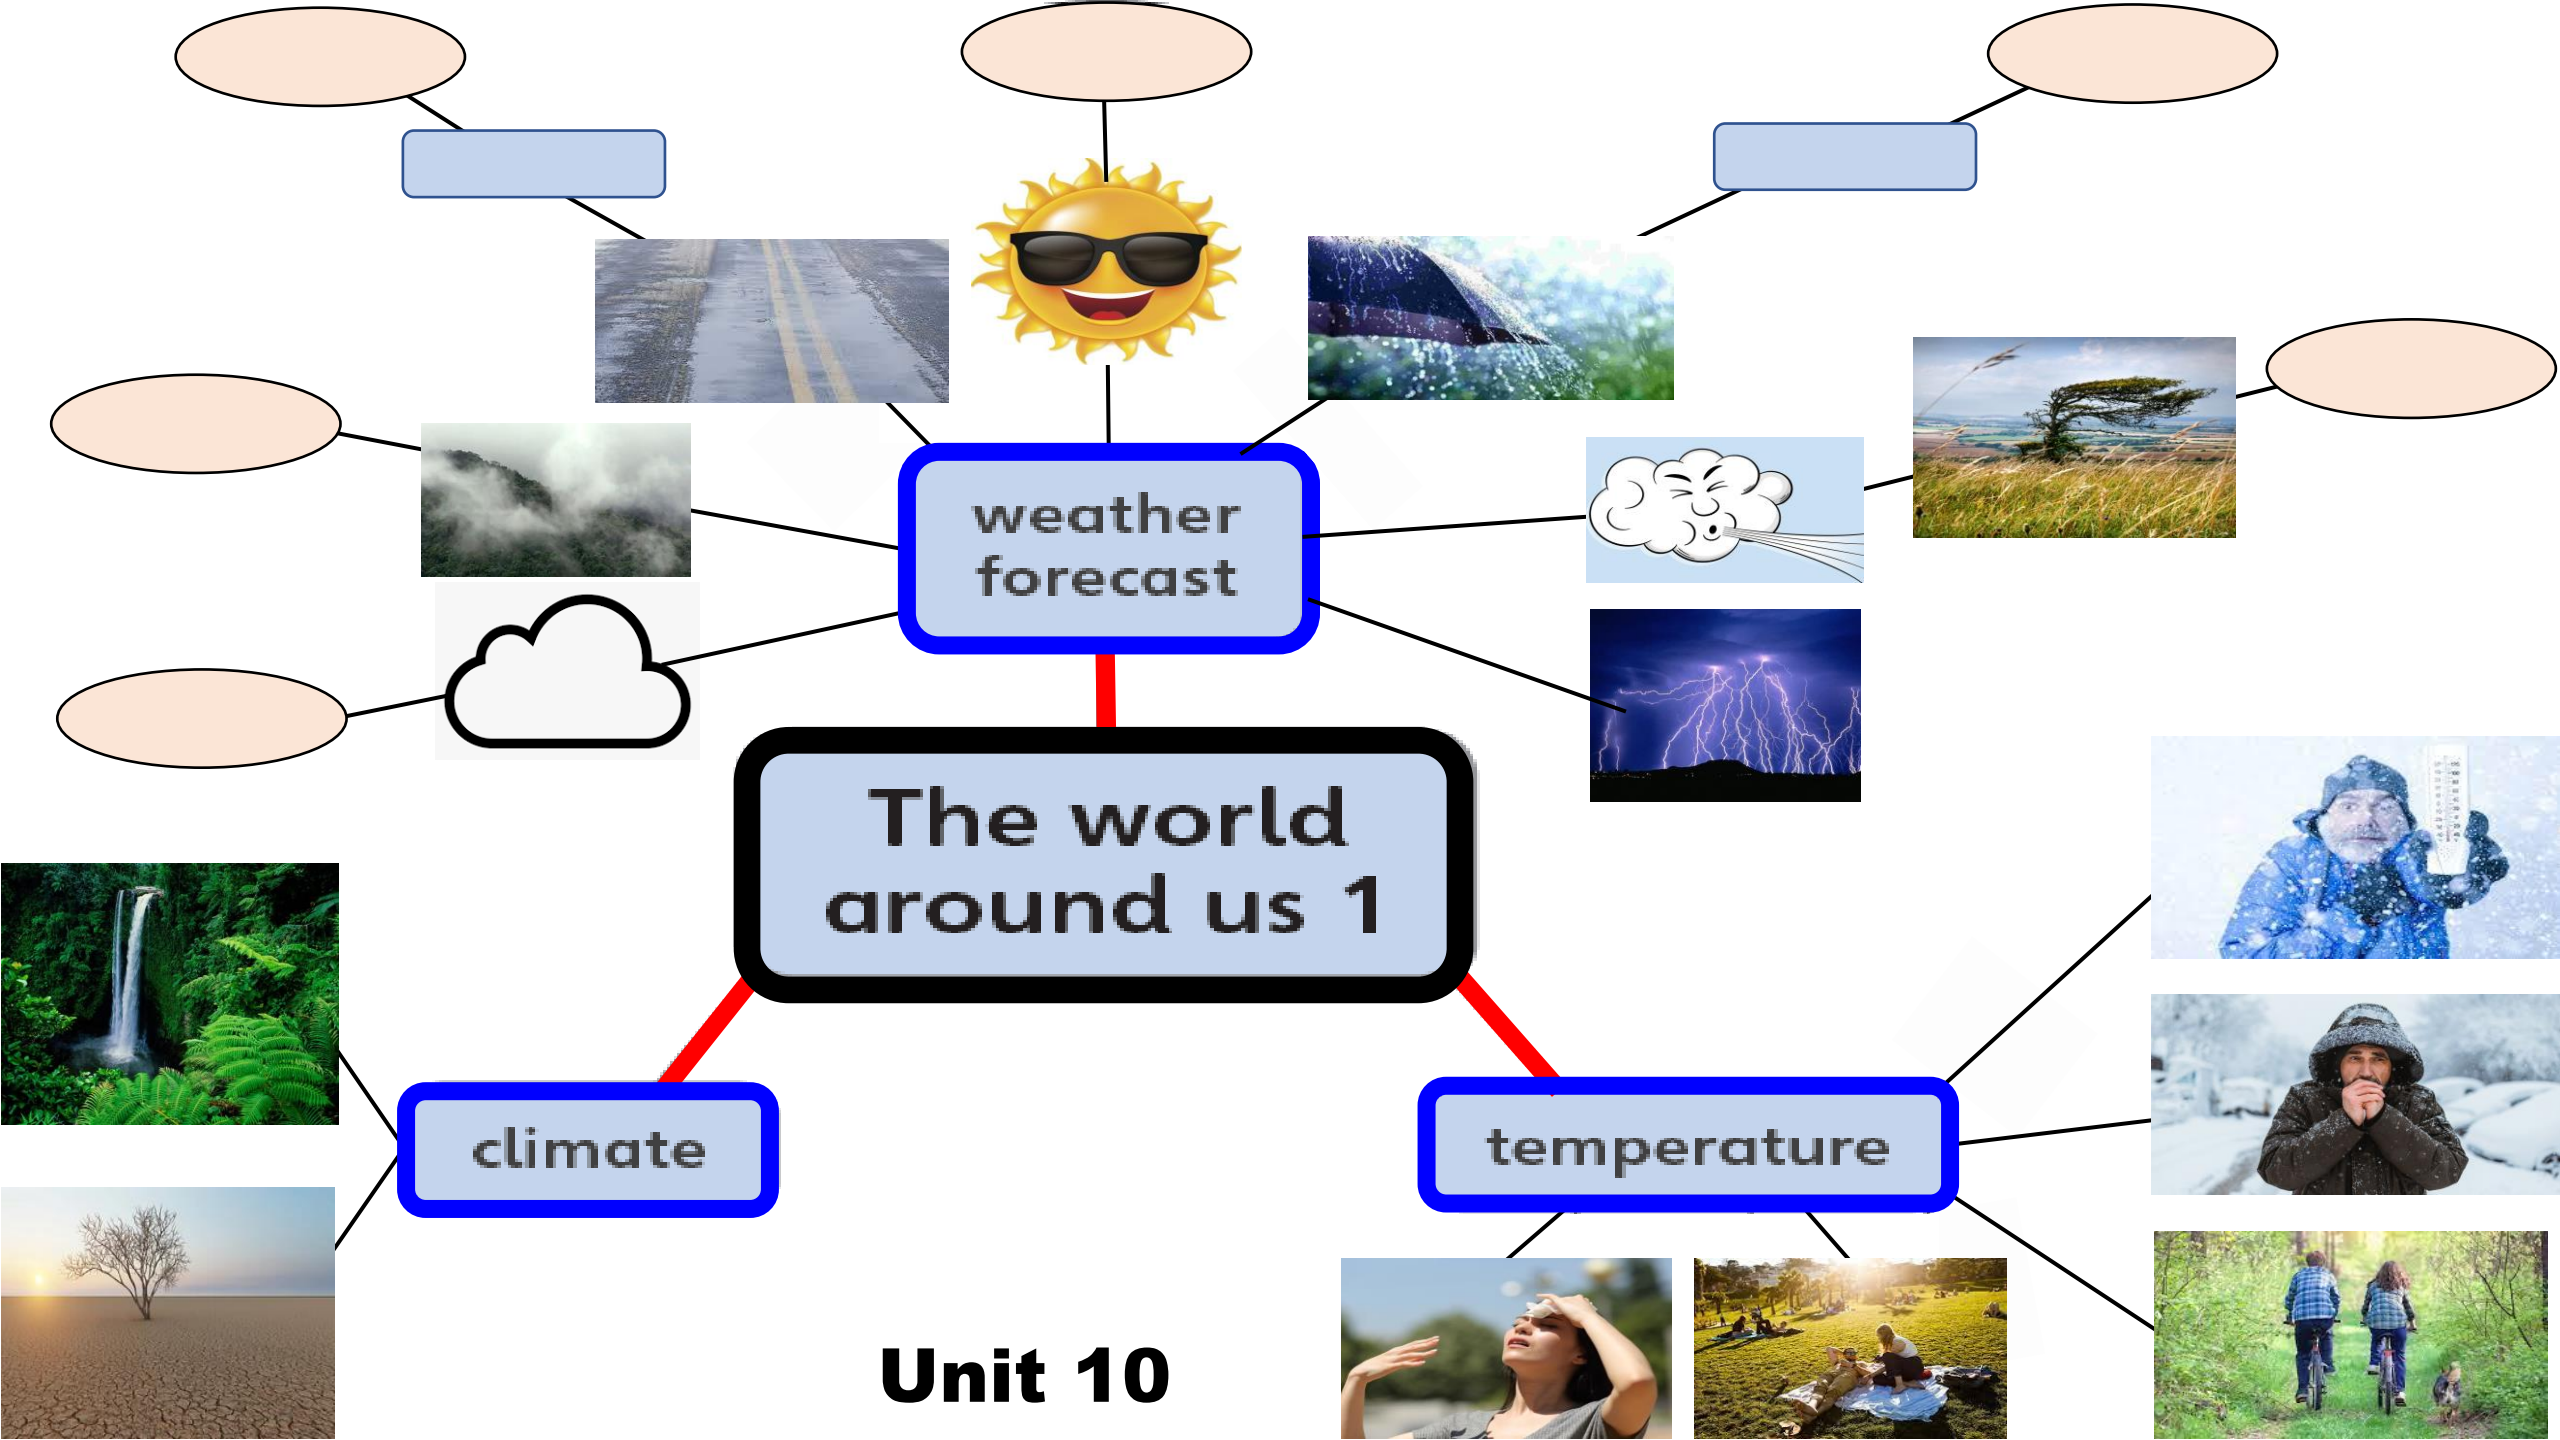 weather
forecast
The world
around us 1
climate
temperature
Unit 10